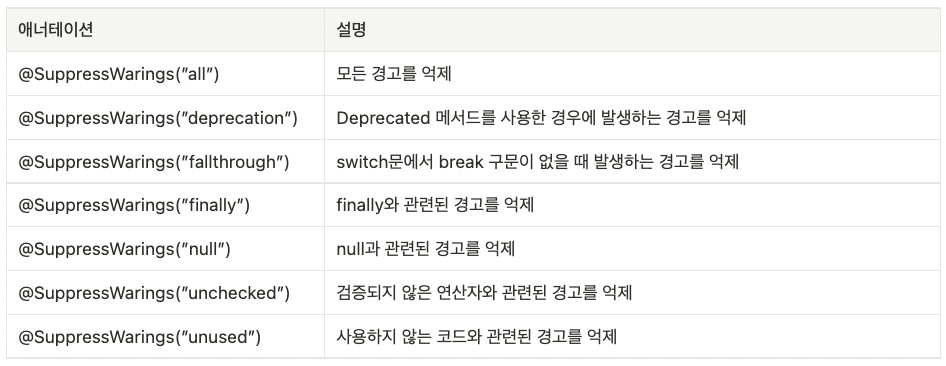 애너테이션 설명
@SuppressWarings(”all”) 모든 경고를 억제
@SuppressWarings(”deprecation”) Deprecated 메서드를 사용한 경우에 발생하는 경고를 억제
@SuppressWarings(”fallthrough”) switch문에서 break 구문이 없을 때 발생하는 경고를 억제
@SuppressWarings(”finally”) finally와 관련된 경고를 억제
@SuppressWarings(”null”) null과 관련된 경고를 억제
@SuppressWarings(”unchecked”) 검증되지 않은 연산자와 관련된 경고를 억제
@SuppressWarings(”unused”) 사용하지 않는 코드와 관련된 경고를 억제